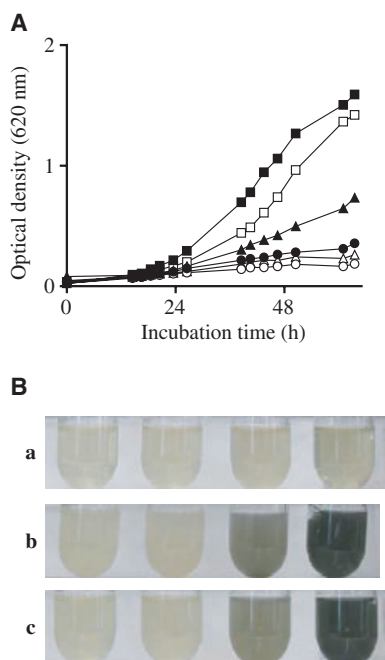 A
Optical density (620 nm)
2
1
0
0
24
48
Incubation time (h)
B
a
b
c